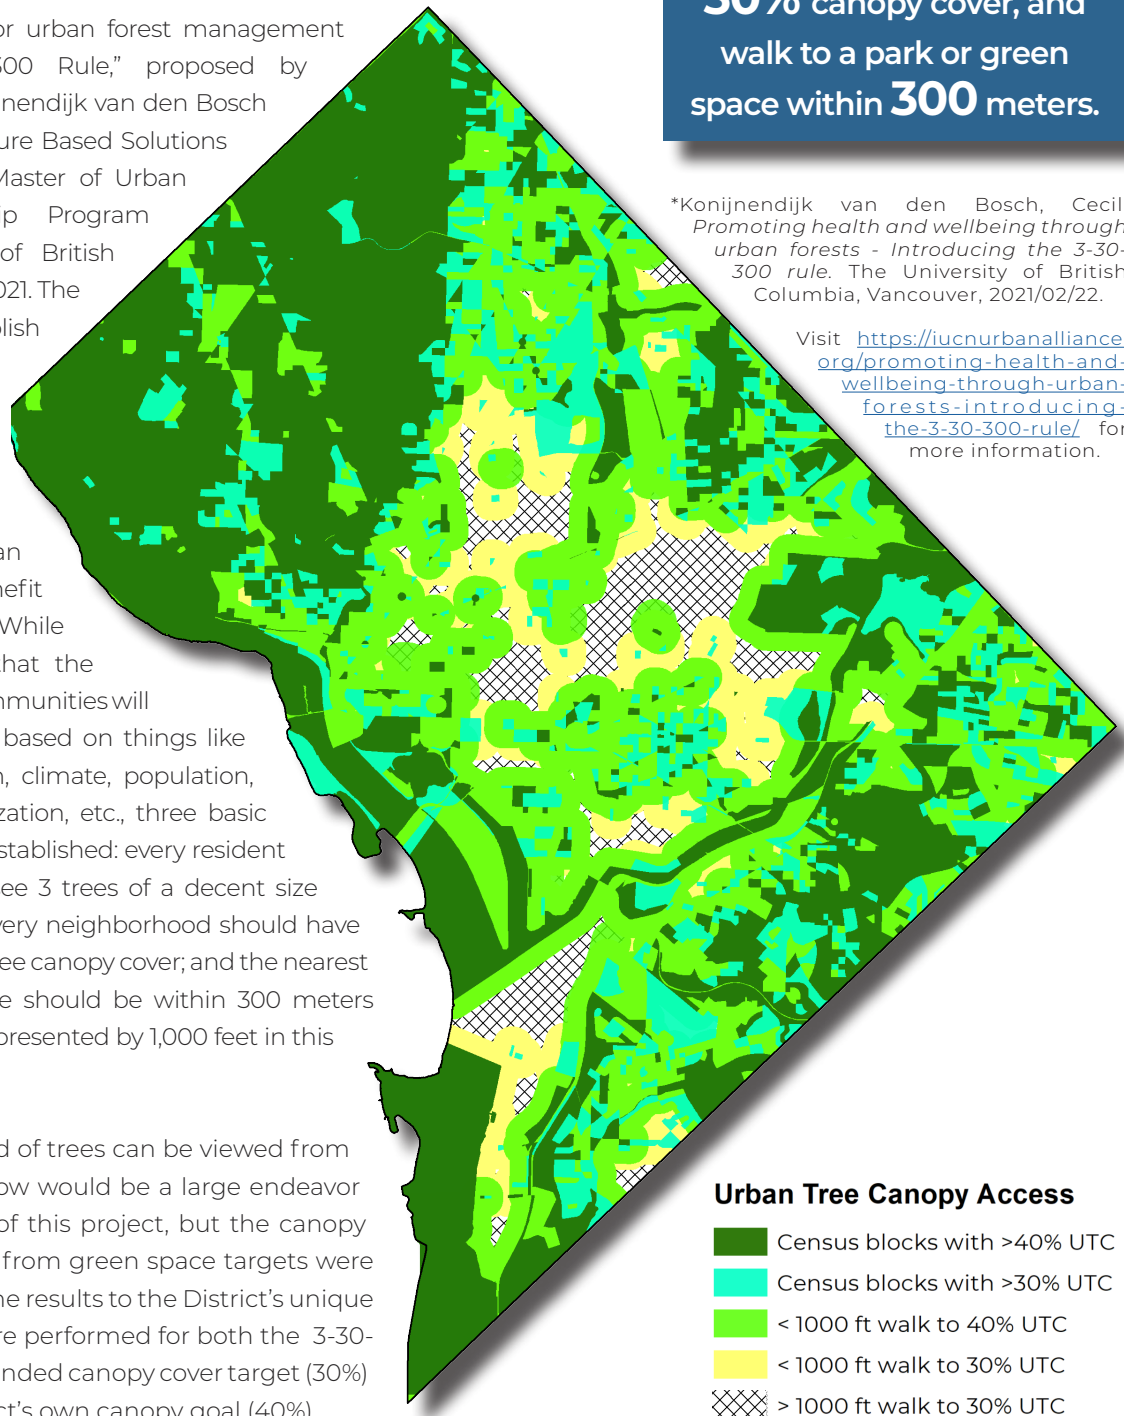 or urban forest management
300 Rule,” proposed by
nnendijk van den Bosch
ure Based Solutions
Master of Urban
ip Program
of British
021. The
lish
an
nefit
While
that the
mmunities will
based on things like
n, climate, population,
zation, etc., three basic
stablished: every resident
ee 3 trees of a decent size
very neighborhood should have
ee canopy cover; and the nearest
e should be within 300 meters
presented by 1,000 feet in this
d of trees can be viewed from
ow would be a large endeavor
of this project, but the canopy
from green space targets were
he results to the District’s unique
re performed for both the 3-30-
nded canopy cover target (30%)
ct’s own canopy goal (40%)
30% canopy cover, and
walk to a park or green
space within 300 meters.
*Konijnendijk van den Bosch, Cecil
Promoting health and wellbeing through
urban forests - Introducing the 3-30-
300 rule. The University of British
Columbia, Vancouver, 2021/02/22.
Visit https://iucnurbanalliance
org/promoting-health-and-
wellbeing-through-urban-
forests-introducing-
the-3-30-300-rule/ for
more information.
Urban Tree Canopy Access
Census blocks with >40% UTC
Census blocks with >30% UTC
< 1000 ft walk to 40% UTC
< 1000 ft walk to 30% UTC
> 1000 ft walk to 30% UTC